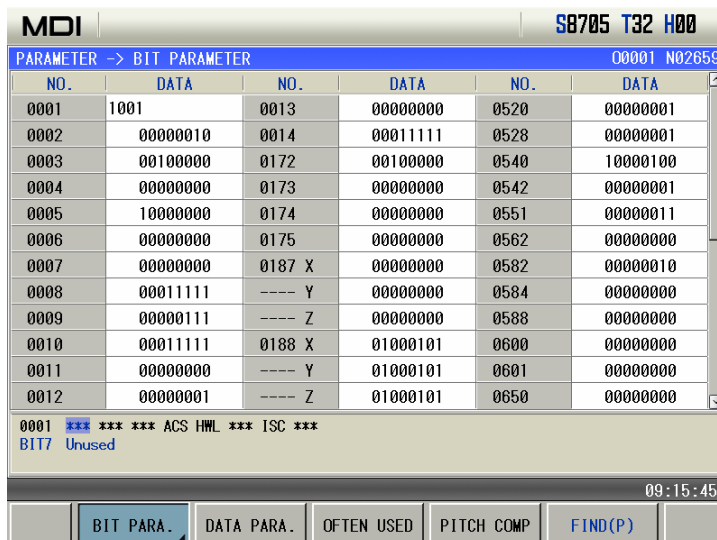 MDI S8705 T32 H00
PARAMETER -> BIT PARAMETER O0001 N02659
NO. DATA NO. DATA NO. DATA
0001 1001 0013 00000000 0520 00000001
0002 00000010 0014 00011111 0528 00000001
0003 00100000 0172 00100000 0540 10000100
0004 00000000 0173 00000000 0542 00000001
0005 10000000 0174 00000000 0551 00000011
0006 00000000 0175 00000000 0562 00000000
0007 00000000 0187 X 00000000 0582 00000010
0008 00011111 ---- Y 00000000 0584 00000000
0009 00000111 ---- Z 00000000 0588 00000000
0010 00011111 0188 X 01000101 0600 00000000
0011 00000000 ---- Y 01000101 0601 00000000
0012 00000001 ---- Z 01000101 0650 00000000
0001 *** *** *** ACS HWL *** ISC ***
BIT7 Unused
09:15:45
BIT PARA. DATA PARA. OFTEN USED PITCH COMP FIND(P)